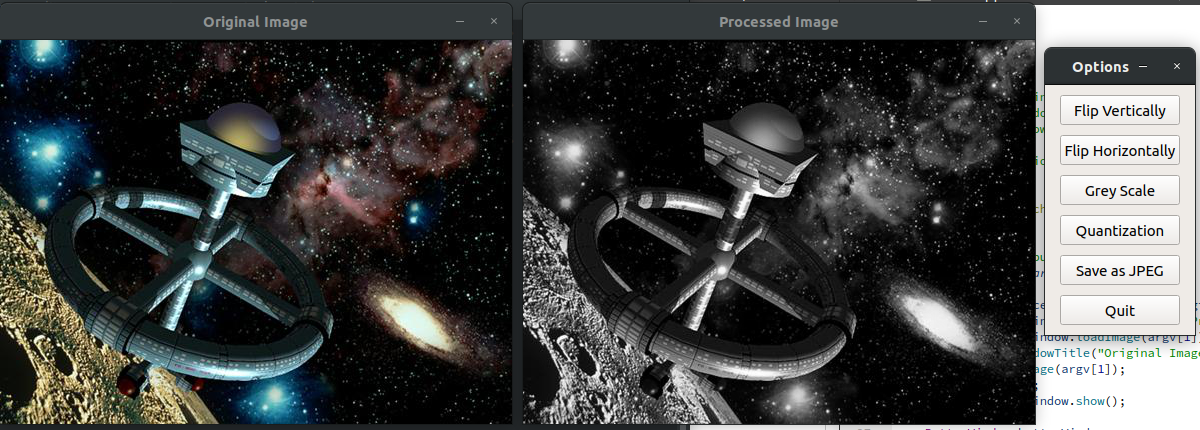 Original Image
Processed Image
Options
Flip Vertically
Flip Horizontally
Grey Scale
Quantization
Save as JPEG
Quit
indow.loadImage(argv[1]
dowTitle("Original Imag
age(argv[1]);
indow.show();